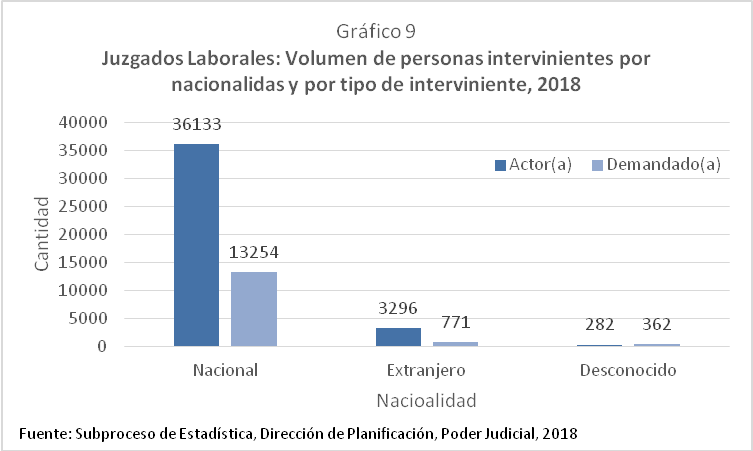 Gráfico 9
Juzgados Laborales: Volumen de personas intervinientes por
nacionalidas y por tipo de interviniente, 2018
40000
35000
30000
25000
20000
15000
10000
5000
0
Cantidad
36133
13254
3296
771
282
362
Actor(a)
Demandado(a)
Nacional
Extranjero
Desconocido
Nacioalidad
Fuente: Subproceso de Estadística, Dirección de Planificación, Poder Judicial, 2018